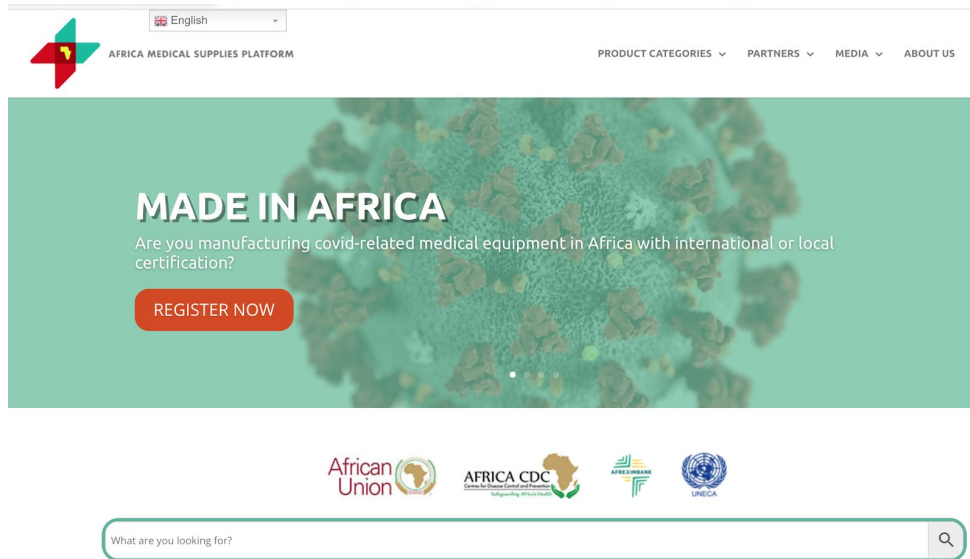 English
AFRICA MEDICAL SUPPLIES PLATFORM
PRODUCT CATEGORIES PARTNERS MEDIA ABOUT US
MADE IN AFRICA
Are you manufacturing covid-related medical equipment in Africa with international or local
certification?
REGISTER NOW
African
Union
AFRICA CDC
Centres for Disease Control and Prevention
Safeguarding Africa's Health
AFREXIMBANK
UNECA
What are you looking for?